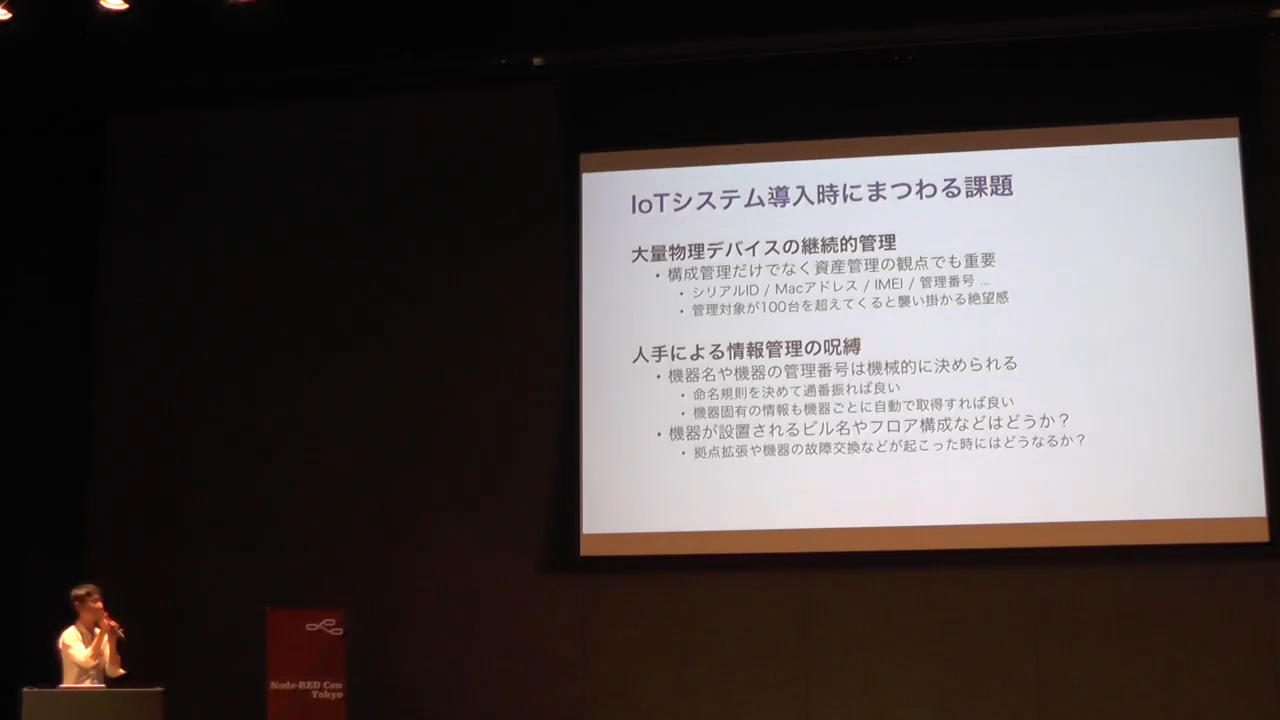 IoTシステム導入時にまつわる課題
大量物理デバイスの継続的管理
・構成管理だけでなく資産管理の観点でも重要
・シリアルID / Macアドレス / IMEI / 管理番号 ...
・管理対象が100台を超えてくると襲い掛かる絶望感
人手による情報管理の呪縛
・機器名や機器の管理番号は機械的に決められる
・命名規則を決めて通番振れば良い
・機器固有の情報も機器ごとに自動で取得すれば良い
・機器が設置されるビル名やフロア構成などはどうか？
・拠点拡張や機器の故障交換などが起こった時にはどうなるか？
Node-RED Con
Tokyo